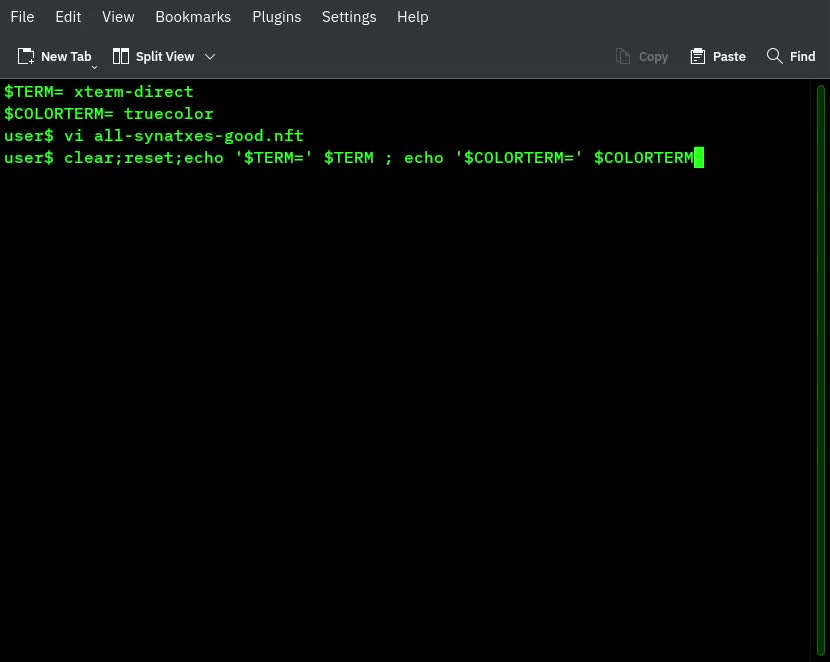 File Edit View Bookmarks Plugins Settings Help
New Tab Split View Copy Paste Find
$TERM= xterm-direct
$COLORTERM= truecolor
user$ vi all-synatxes-good.nft
user$ clear;reset;echo '$TERM=' $TERM ; echo '$COLORTERM=' $COLORTERM